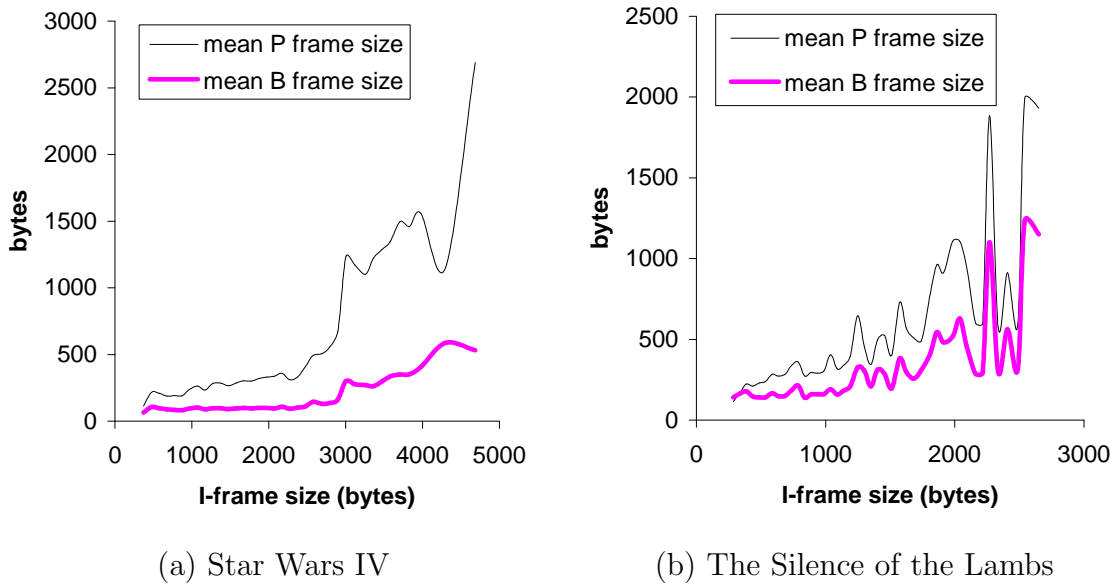 3000
2500
2000
1500
1000
500
0
bytes
mean P frame size
mean B frame size
0 1000 2000 3000 4000 5000
I-frame size (bytes)
(a) Star Wars IV
2500
2000
1500
1000
500
0
bytes
mean P frame size
mean B frame size
0 1000 2000 3000
I-frame size (bytes)
(b) The Silence of the Lambs